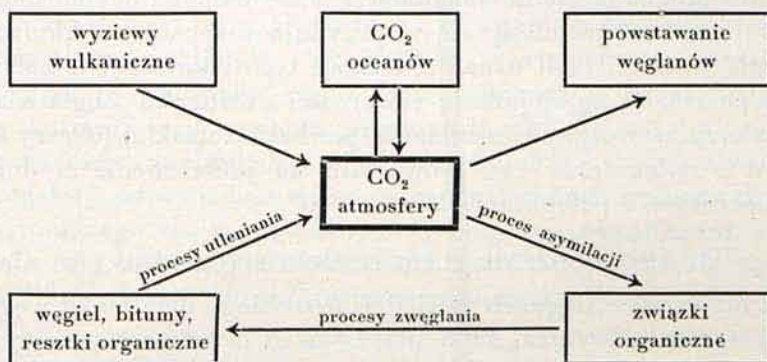 wyziewy
wulkaniczne
CO₂
oceanów
powstawanie
węglanów
CO₂
atmosfery
procesy utleniania
proces asymilacji
węgiel, bitumy,
resztki organiczne
procesy zwęglania
związki
organiczne